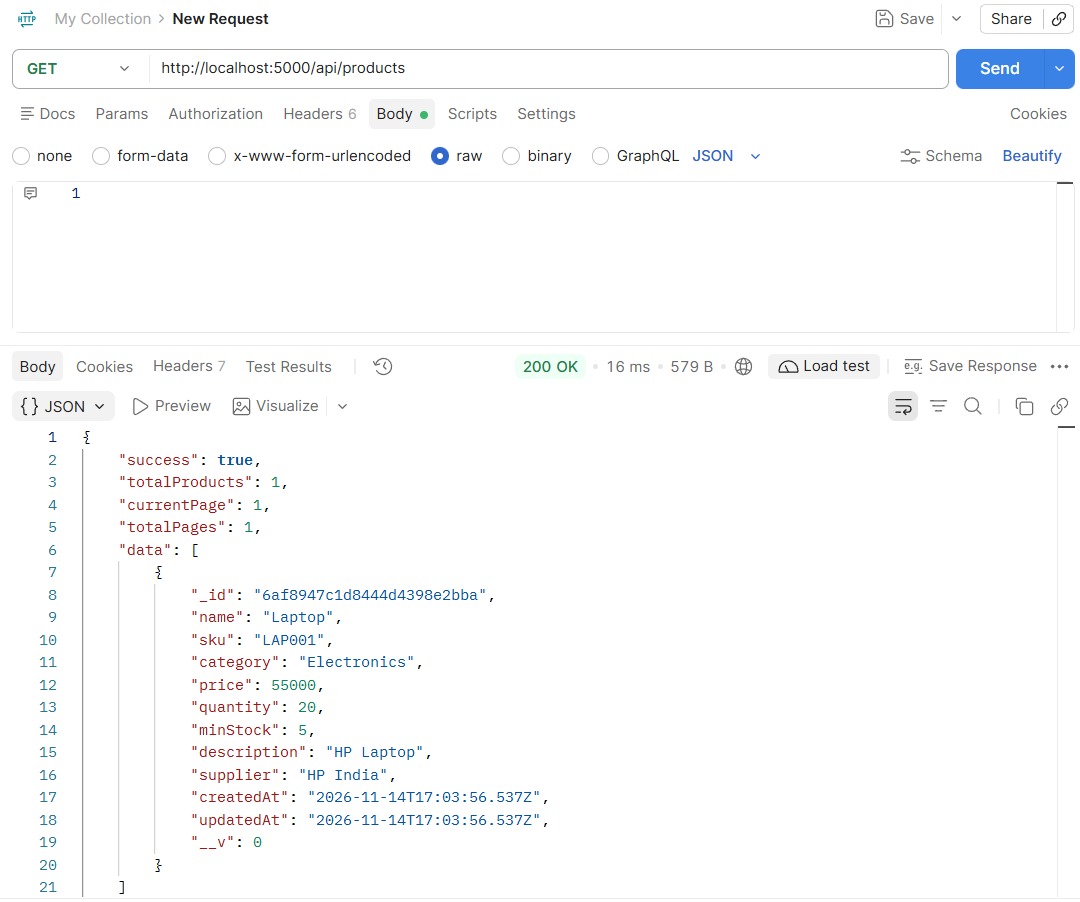 HTTP My Collection > New Request Save Share
GET http://localhost:5000/api/products Send
Docs Params Authorization Headers 6 Body Scripts Settings Cookies
none form-data x-www-form-urlencoded raw binary GraphQL JSON Schema Beautify
1
Body Cookies Headers 7 Test Results 200 OK • 16 ms • 579 B • Load test e.g. Save Response
{} JSON Preview Visualize
1 {
2 "success": true,
3 "totalProducts": 1,
4 "currentPage": 1,
5 "totalPages": 1,
6 "data": [
7 {
8 "_id": "6af8947c1d8444d4398e2bba",
9 "name": "Laptop",
10 "sku": "LAP001",
11 "category": "Electronics",
12 "price": 55000,
13 "quantity": 20,
14 "minStock": 5,
15 "description": "HP Laptop",
16 "supplier": "HP India",
17 "createdAt": "2026-11-14T17:03:56.537Z",
18 "updatedAt": "2026-11-14T17:03:56.537Z",
19 "__v": 0
20 }
21 ]